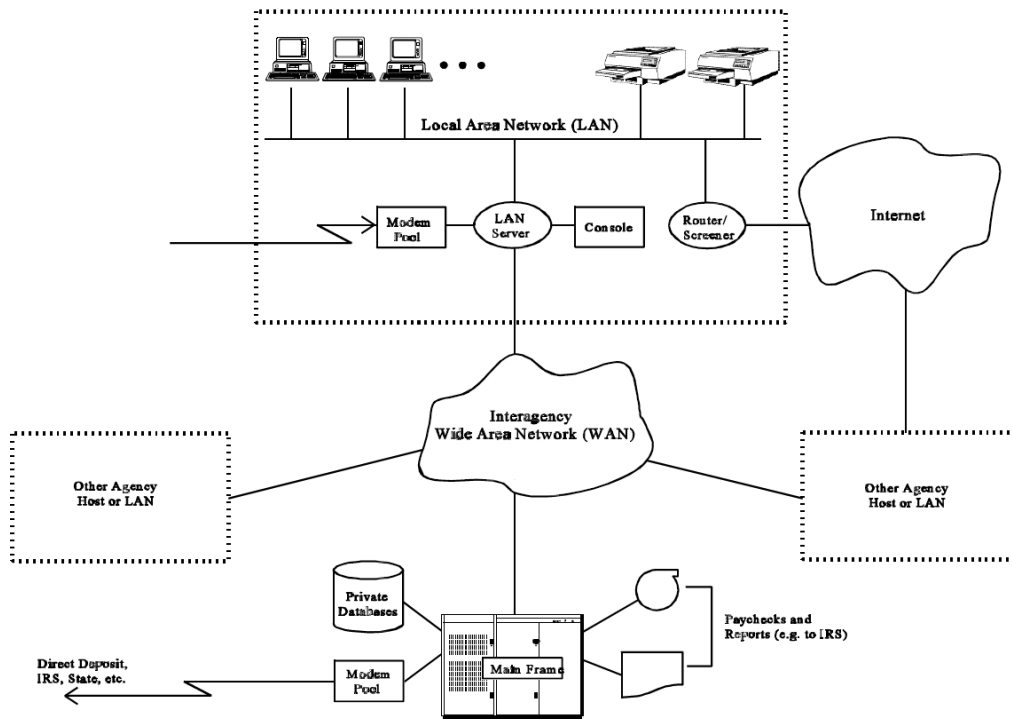 Local Area Network (LAN)
Modem
Pool
LAN
Server
Console
Router/
Screener
Internet
Interagency
Wide Area Network (WAN)
Other Agency
Host or LAN
Other Agency
Host or LAN
Private
Databases
Paychecks and
Reports (e.g. to IRS)
Direct Deposit,
IRS, State, etc.
Modem
Pool
Main Frame